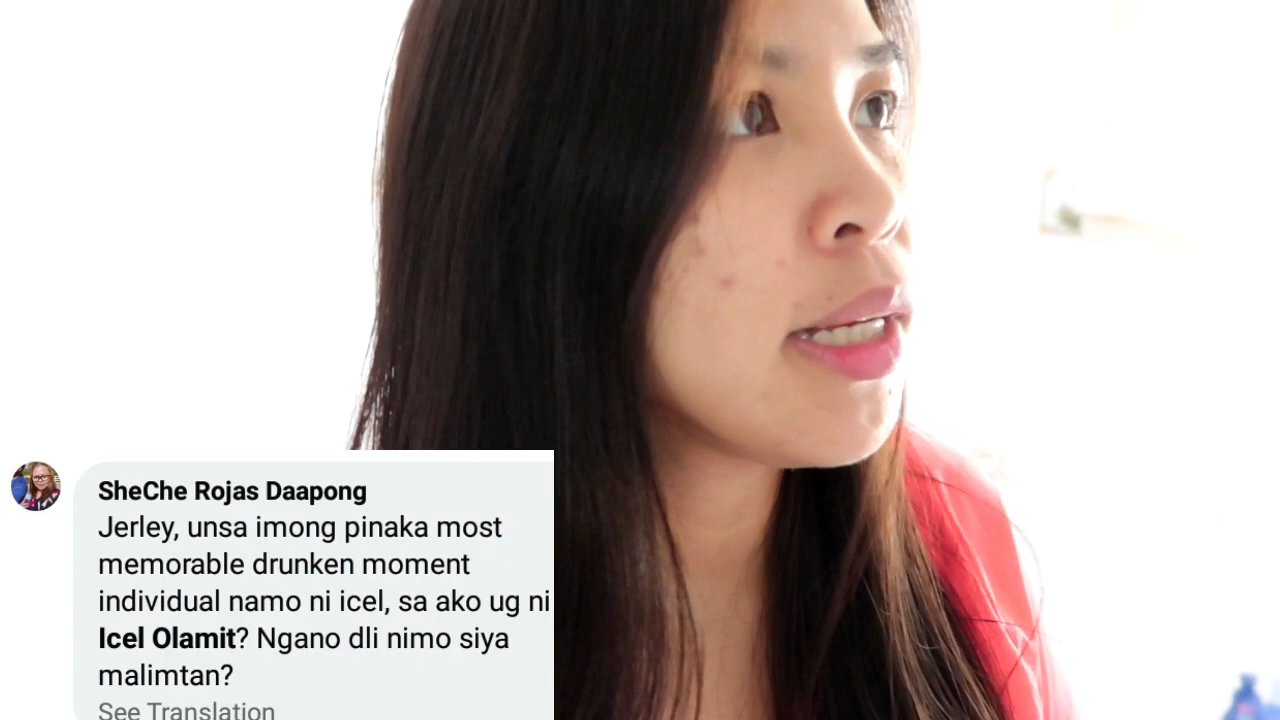 SheChe Rojas Daapong
Jerley, unsa imong pinaka most
memorable drunken moment
individual namo ni icel, sa ako ug ni
Icel Olamit? Ngano dli nimo siya
malimtan?
See Translation